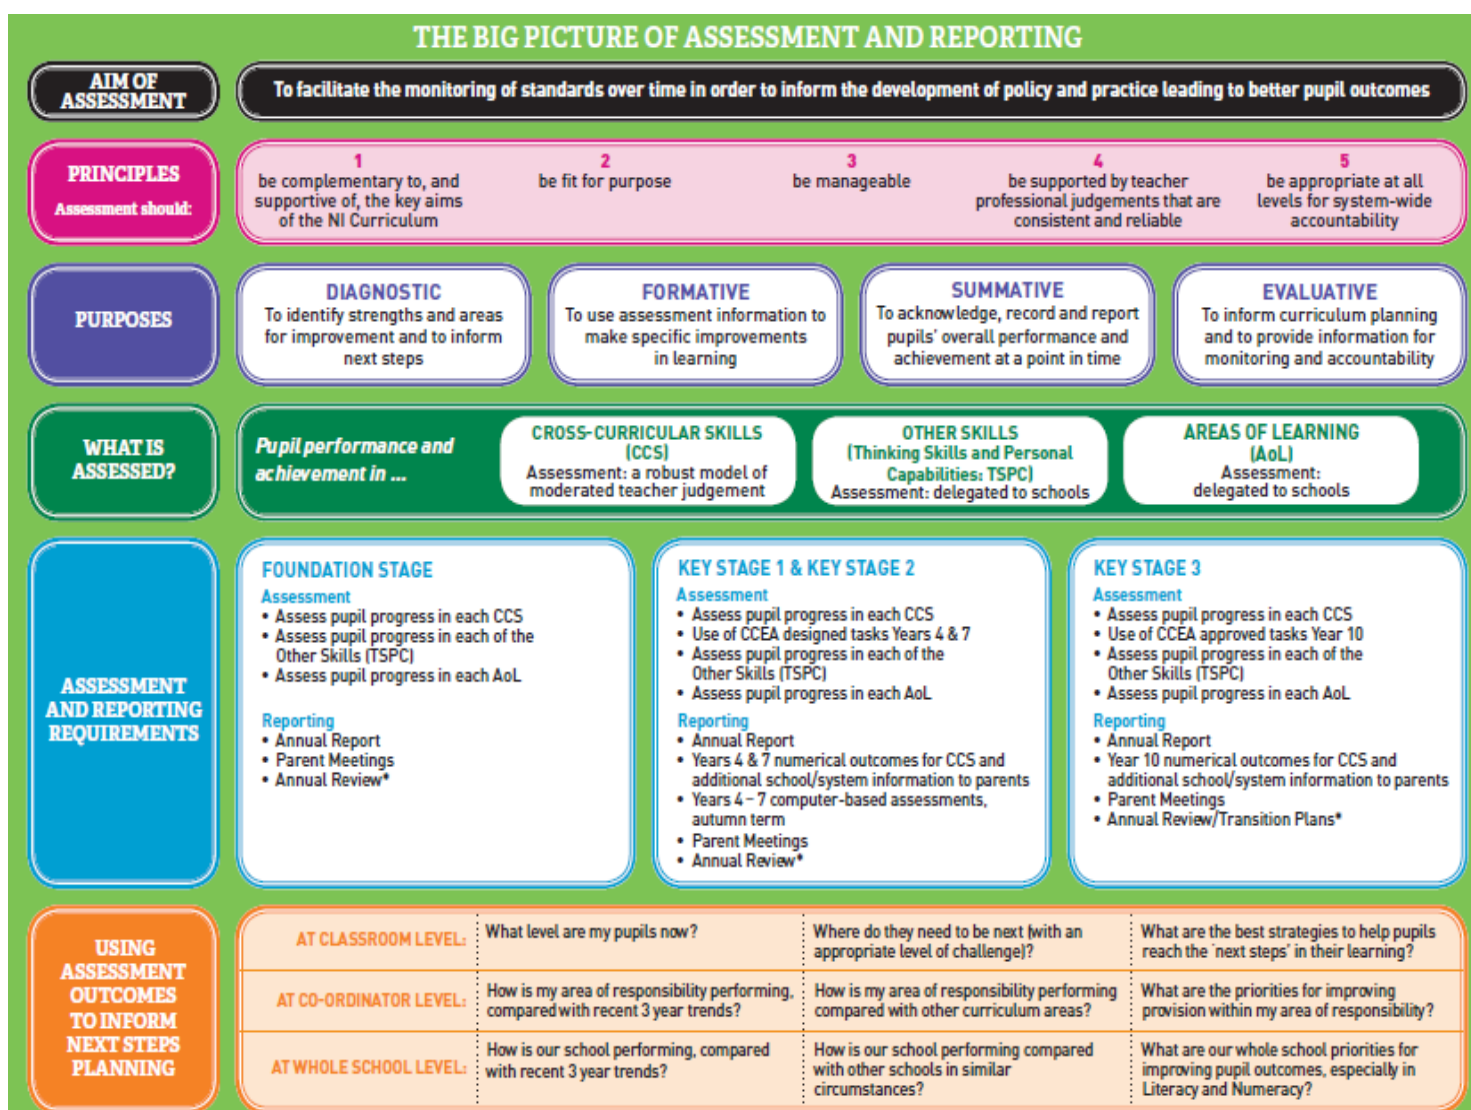 THE BIG PICTURE OF ASSESSMENT AND REPORTING
AIM OF
ASSESSMENT
To facilitate the monitoring of standards over time in order to inform the development of policy and practice leading to better pupil outcomes
PRINCIPLES
Assessment should:
1
be complementary to, and
supportive of, the key aims
of the NI Curriculum
2
be fit for purpose
3
be manageable
4
be supported by teacher
professional judgements that are
consistent and reliable
5
be appropriate at all
levels for system-wide
accountability
PURPOSES
DIAGNOSTIC
To identify strengths and areas
for improvement and to inform
next steps
FORMATIVE
To use assessment information to
make specific improvements
in learning
SUMMATIVE
To acknowledge, record and report
pupils' overall performance and
achievement at a point in time
EVALUATIVE
To inform curriculum planning
and to provide information for
monitoring and accountability
WHAT IS
ASSESSED?
Pupil performance and
achievement in ...
CROSS-CURRICULAR SKILLS
(CCS)
Assessment: a robust model of
moderated teacher judgement
OTHER SKILLS
(Thinking Skills and Personal
Capabilities: TSPC)
Assessment: delegated to schools
AREAS OF LEARNING
(AoL)
Assessment:
delegated to schools
ASSESSMENT
AND REPORTING
REQUIREMENTS
FOUNDATION STAGE
Assessment
• Assess pupil progress in each CCS
• Assess pupil progress in each of the
Other Skills (TSPC)
• Assess pupil progress in each AoL
Reporting
• Annual Report
• Parent Meetings
• Annual Review*
KEY STAGE 1 & KEY STAGE 2
Assessment
• Assess pupil progress in each CCS
• Use of CCEA designed tasks Years 4 & 7
• Assess pupil progress in each of the
Other Skills (TSPC)
• Assess pupil progress in each AoL
Reporting
• Annual Report
• Years 4 & 7 numerical outcomes for CCS and
additional school/system information to parents
• Years 4 – 7 computer-based assessments,
autumn term
• Parent Meetings
• Annual Review*
KEY STAGE 3
Assessment
• Assess pupil progress in each CCS
• Use of CCEA approved tasks Year 10
• Assess pupil progress in each of the
Other Skills (TSPC)
• Assess pupil progress in each AoL
Reporting
• Annual Report
• Year 10 numerical outcomes for CCS and
additional school/system information to parents
• Parent Meetings
• Annual Review/Transition Plans*
USING
ASSESSMENT
OUTCOMES
TO INFORM
NEXT STEPS
PLANNING
AT CLASSROOM LEVEL:
What level are my pupils now?
Where do they need to be next (with an
appropriate level of challenge)?
What are the best strategies to help pupils
reach the 'next steps' in their learning?
AT CO-ORDINATOR LEVEL:
How is my area of responsibility performing,
compared with recent 3 year trends?
How is my area of responsibility performing
compared with other curriculum areas?
What are the priorities for improving
provision within my area of responsibility?
AT WHOLE SCHOOL LEVEL:
How is our school performing, compared
with recent 3 year trends?
How is our school performing compared
with other schools in similar
circumstances?
What are our whole school priorities for
improving pupil outcomes, especially in
Literacy and Numeracy?